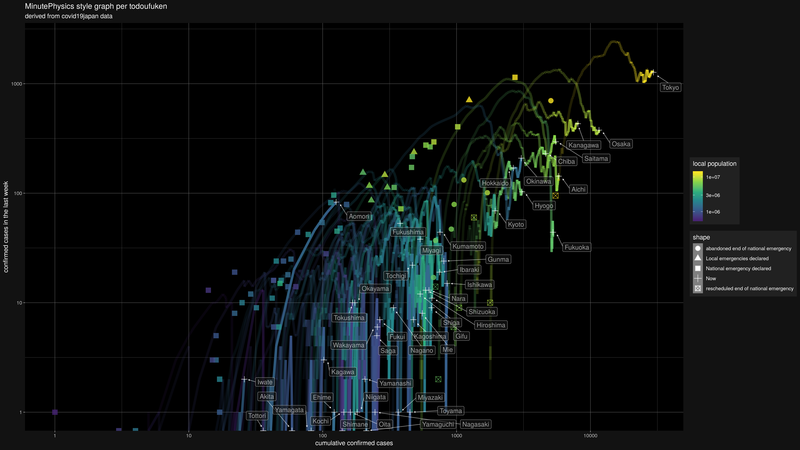 MinutePhysics style graph per todoufuken
derived from covid19japan data
confirmed cases in the last week
1000
100
10
1
Tokyo
Osaka
Kanagawa
Saitama
Chiba
Okinawa
Hokkaido
Aichi
Hyogo
Aomori
Kyoto
Fukushima
Miyagi
Kumamoto
Fukuoka
Gunma
Ibaraki
Tochigi
Ishikawa
Okayama
Nara
Shizuoka
Tokushima
Shiga
Hiroshima
Wakayama
Fukui
Kagoshima
Gifu
Saga
Nagano
Mie
Kagawa
Iwate
Yamanashi
Akita
Ehime
Niigata
Miyazaki
Yamagata
Toyama
Tottori
Kochi
Shimane
Oita
Yamaguchi
Nagasaki
1
10
100
1000
10000
cumulative confirmed cases
local population
1e+07
3e+06
1e+06
shape
abandoned end of national emergency
Local emergencies declared
National emergency declared
Now
rescheduled end of national emergency